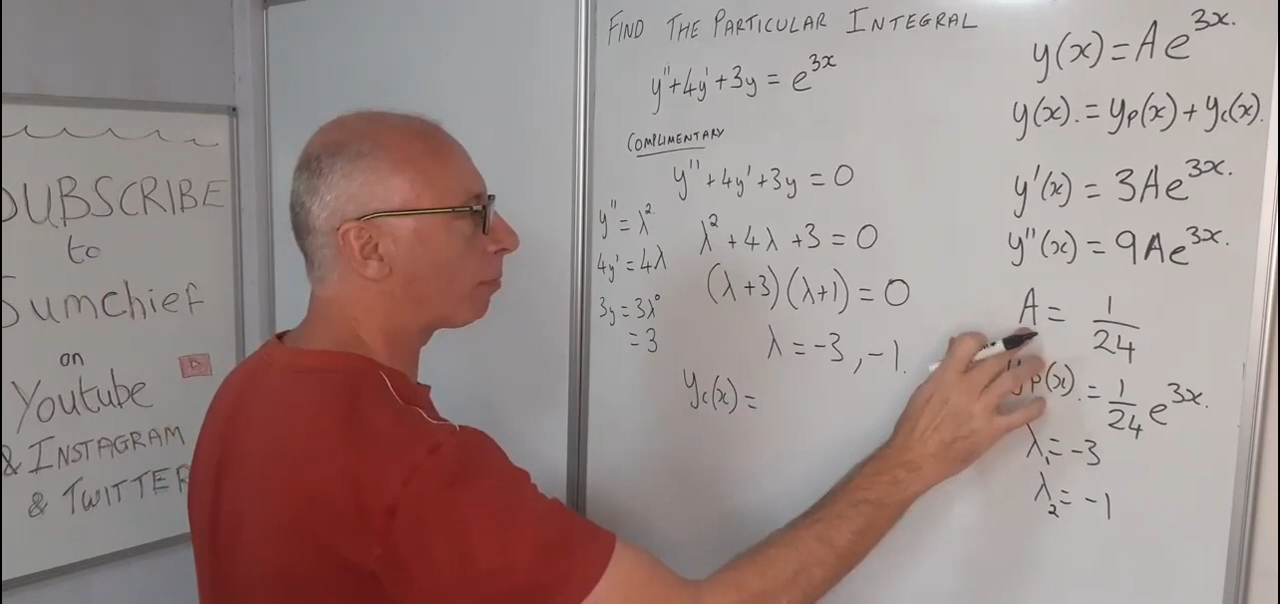 SUBSCRIBE
to
Sumchief
on
Youtube
& INSTAGRAM
& TWITTER
FIND THE PARTICULAR INTEGRAL
y''+4y'+3y = e^3x
COMPLIMENTARY
y'' + 4y' + 3y = 0
y'' = λ².
4y' = 4λ
3y = 3λ⁰
= 3
λ² + 4λ + 3 = 0
(λ+3)(λ+1) = 0
λ = -3, -1.
yc(x) =
y(x) = Ae^3x.
y(x). = yp(x) + yc(x).
y'(x) = 3Ae^3x.
y''(x) = 9Ae^3x.
A = 1/24
yp(x). = 1/24 e^3x.
λ₁ = -3
λ₂ = -1